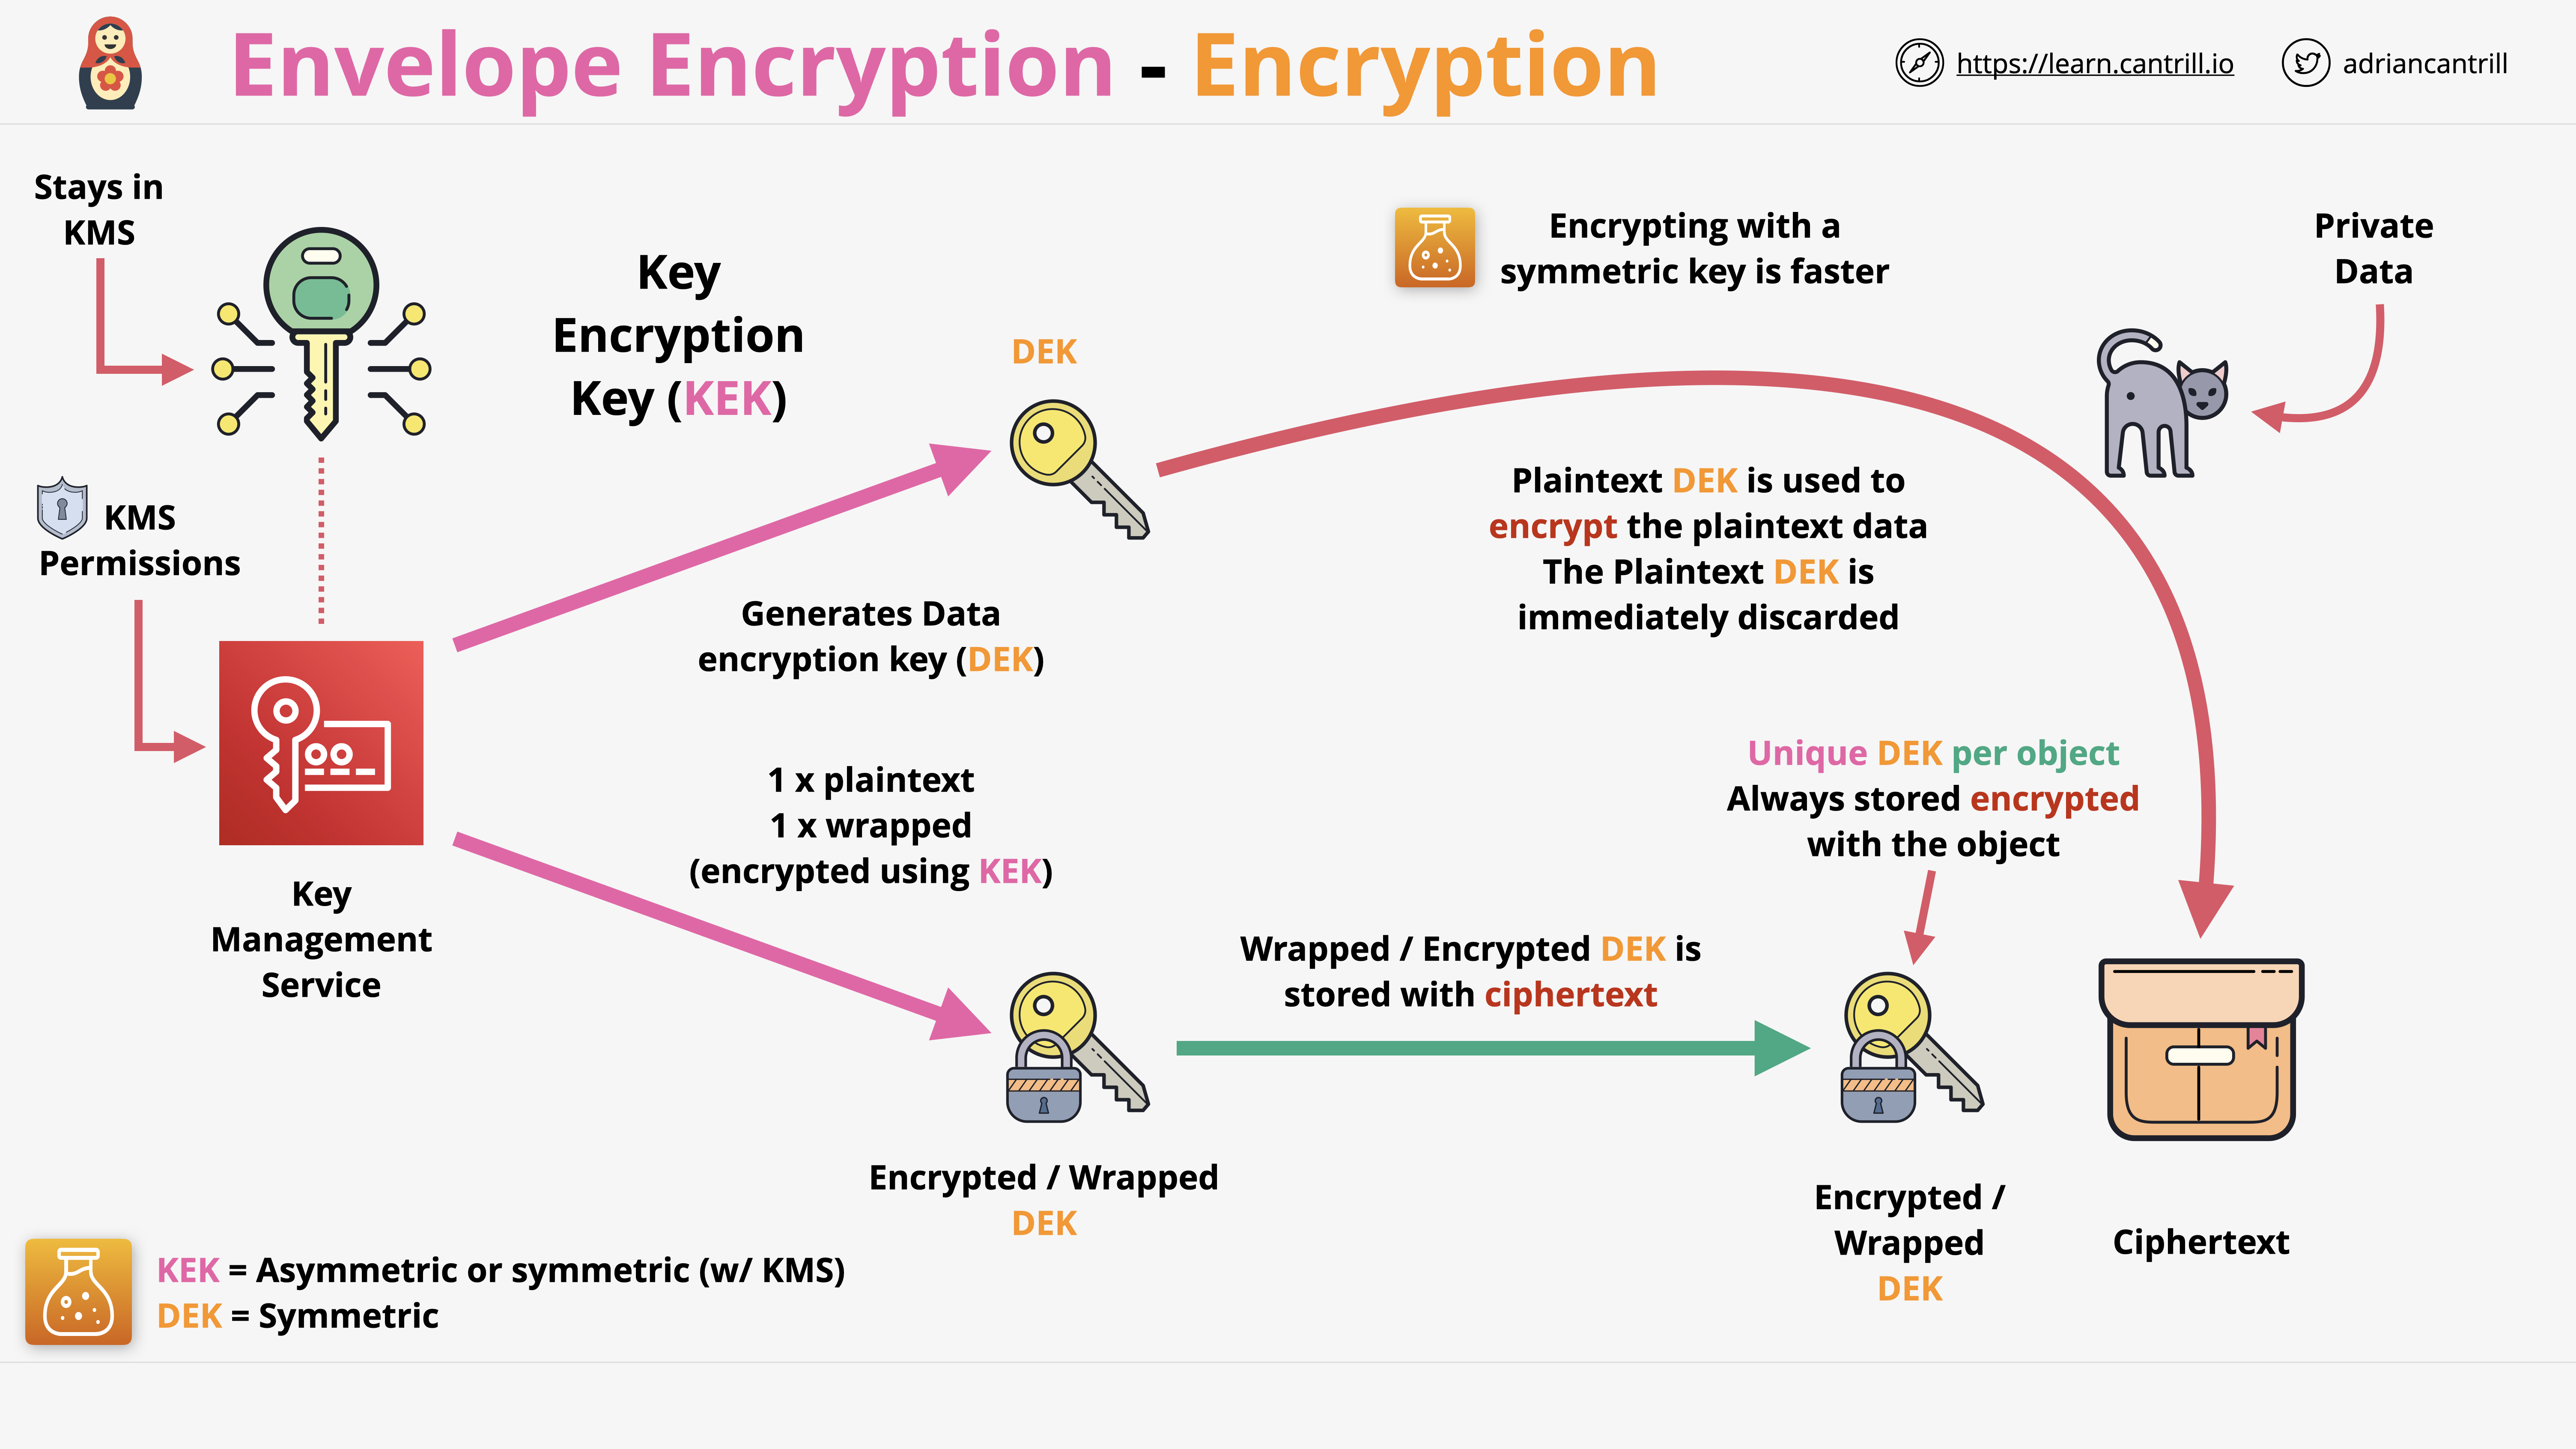 Envelope Encryption - Encryption
https://learn.cantrill.io
adriancantrill
Stays in
KMS
Key
Encryption
Key (KEK)
KMS
Permissions
Key
Management
Service
DEK
Generates Data
encryption key (DEK)
1 x plaintext
1 x wrapped
(encrypted using KEK)
Encrypted / Wrapped
DEK
Encrypting with a
symmetric key is faster
Private
Data
Plaintext DEK is used to
encrypt the plaintext data
The Plaintext DEK is
immediately discarded
Unique DEK per object
Always stored encrypted
with the object
Wrapped / Encrypted DEK is
stored with ciphertext
Encrypted /
Wrapped
DEK
Ciphertext
KEK = Asymmetric or symmetric (w/ KMS)
DEK = Symmetric